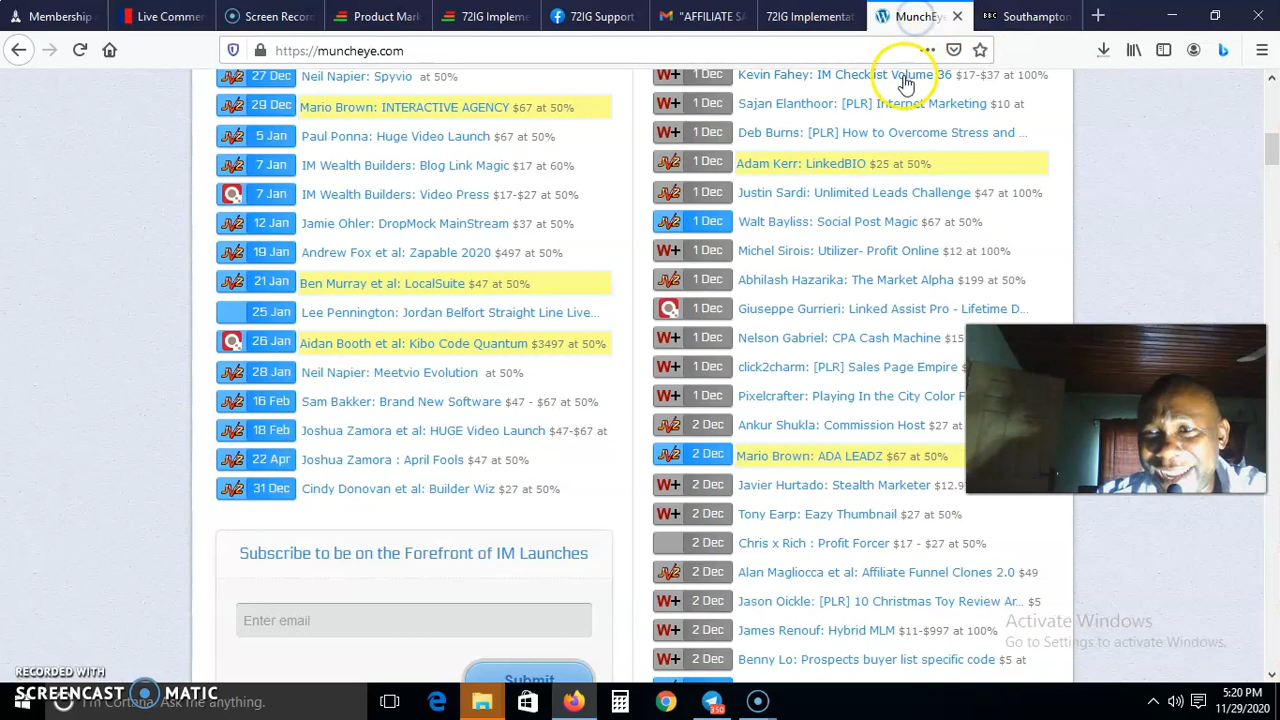 Membership
Live Comme
Screen Recor
Product Mark
72IG Impleme
72IG Support
"AFFILIATE SA
72IG Implementat
MunchEye
BBC Southampton
https://muncheye.com
27 Dec Neil Napier: Spyvio at 50%
29 Dec Mario Brown: INTERACTIVE AGENCY $67 at 50%
5 Jan Paul Ponna: Huge Video Launch $67 at 50%
7 Jan IM Wealth Builders: Blog Link Magic $17 at 60%
7 Jan IM Wealth Builders: Video Press $17-$27 at 50%
12 Jan Jamie Ohler: DropMock MainStream $37 at 50%
19 Jan Andrew Fox et al: Zapable 2020 $497 at 50%
21 Jan Ben Murray et al: LocalSuite $47 at 50%
25 Jan Lee Pennington: Jordan Belfort Straight Line Live...
26 Jan Aidan Booth et al: Kibo Code Quantum $3497 at 50%
28 Jan Neil Napier: Meetvio Evolution at 50%
16 Feb Sam Bakker: Brand New Software $47 - $67 at 50%
18 Feb Joshua Zamora et al: HUGE Video Launch $47-$67 at
22 Apr Joshua Zamora : April Fools $47 at 50%
31 Dec Cindy Donovan et al: Builder Wiz $27 at 50%
Subscribe to be on the Forefront of IM Launches
Enter email
Submit
W+ 1 Dec Kevin Fahey: IM Checklist Volume 36 $17-$37 at 100%
W+ 1 Dec Sajan Elanthoor: [PLR] Internet Marketing $10 at
W+ 1 Dec Deb Burns: [PLR] How to Overcome Stress and ...
1 Dec Adam Kerr: LinkedBIO $25 at 50%
1 Dec Justin Sardi: Unlimited Leads Challenge $47 at 100%
1 Dec Walt Bayliss: Social Post Magic $67 at 50%
W+ 1 Dec Michel Sirois: Utilizer- Profit Online $12 at 100%
1 Dec Abhilash Hazarika: The Market Alpha $199 at 50%
1 Dec Giuseppe Gurrieri: Linked Assist Pro - Lifetime D...
W+ 1 Dec Nelson Gabriel: CPA Cash Machine $15
W+ 1 Dec click2charm: [PLR] Sales Page Empire
W+ 1 Dec Pixelcrafter: Playing In the City Color F
2 Dec Ankur Shukla: Commission Host $27
2 Dec Mario Brown: ADA LEADZ $67 at 50%
W+ 2 Dec Javier Hurtado: Stealth Marketer $12.9
W+ 2 Dec Tony Earp: Eazy Thumbnail $27 at 50%
2 Dec Chris x Rich : Profit Forcer $17 - $27 at 50%
2 Dec Alan Magliocca et al: Affiliate Funnel Clones 2.0 $49
W+ 2 Dec Jason Oickle: [PLR] 10 Christmas Toy Review Ar... $5
W+ 2 Dec James Renouf: Hybrid MLM $11-$997 at 100%
W+ 2 Dec Benny Lo: Prospects buyer list specific code $5 at
Activate Windows
Go to Settings to activate Windows.
RECORDED WITH
SCREENCAST MATIC
I'm Cortana. Ask me anything.
350
5:20 PM
11/29/2020